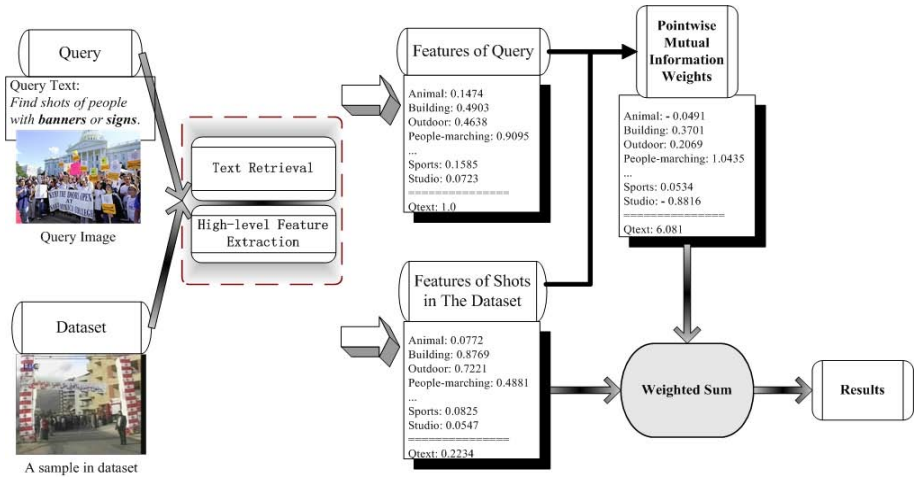 Query
Query Text:
Find shots of people
with banners or signs.
Query Image
Dataset
A sample in dataset
Text Retrieval
High-level Feature
Extraction
Features of Query
Animal: 0.1474
Building: 0.4903
Outdoor: 0.4638
People-marching: 0.9095
...
Sports: 0.1585
Studio: 0.0723
===============
Qtext: 1.0
Features of Shots
in The Dataset
Animal: 0.0772
Building: 0.8769
Outdoor: 0.7221
People-marching: 0.4881
...
Sports: 0.0825
Studio: 0.0547
===============
Qtext: 0.2234
Pointwise
Mutual
Information
Weights
Animal: - 0.0491
Building: 0.3701
Outdoor: 0.2069
People-marching: 1.0435
...
Sports: 0.0534
Studio: - 0.8816
===============
Qtext: 6.081
Weighted Sum
Results